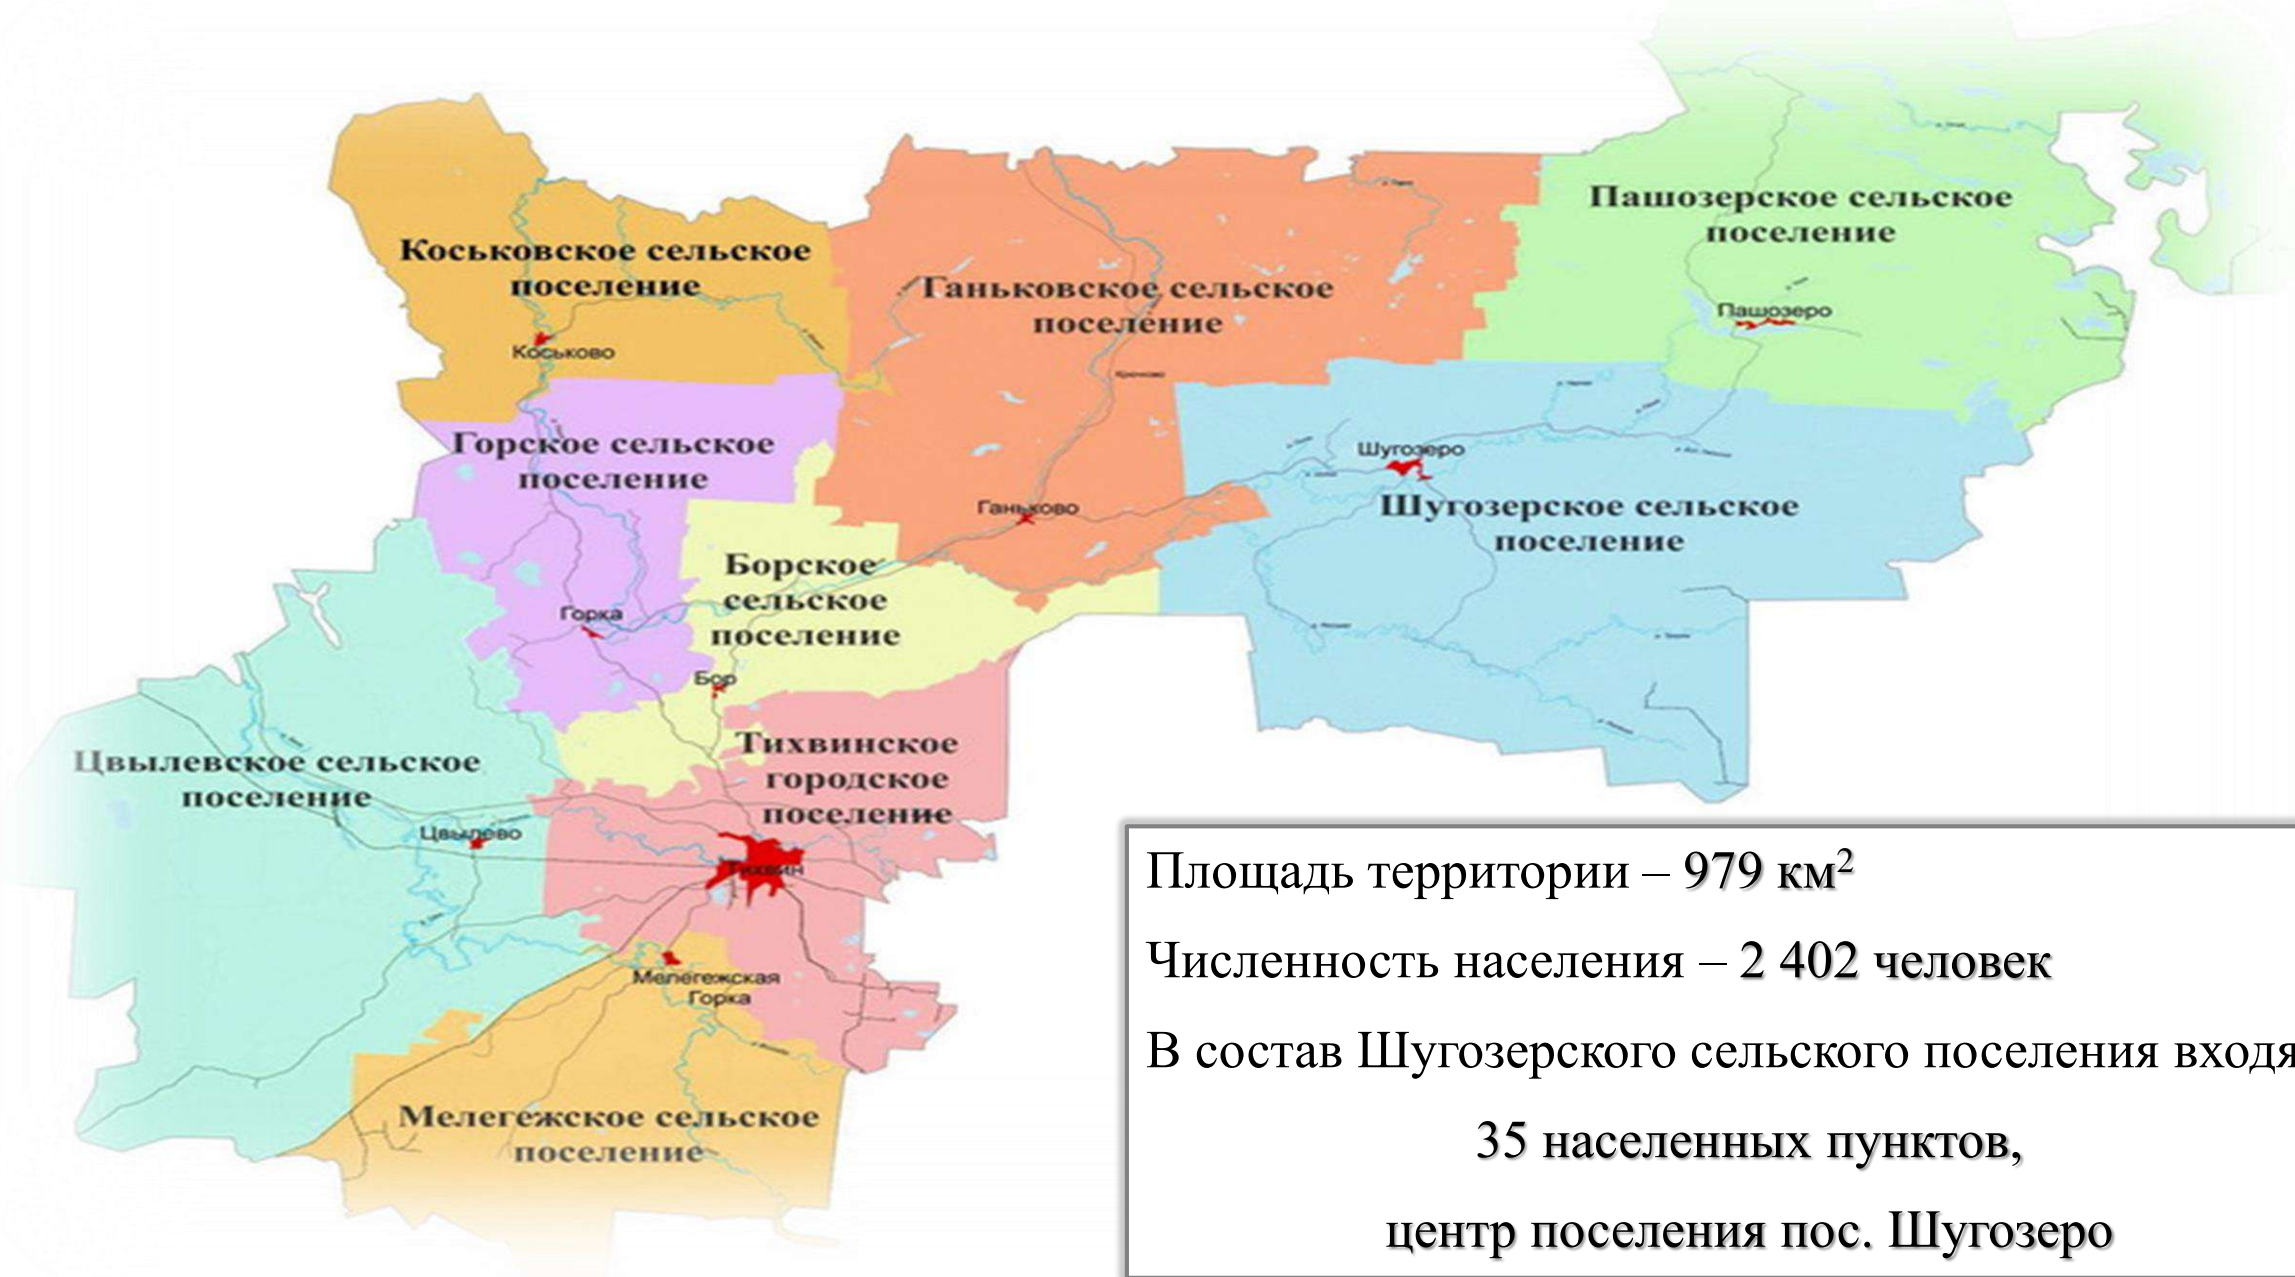 Пашозерское сельское
поселение
Коськовское сельское
поселение
Ганьковское сельское
поселение
Пашозеро
Коськово
Крючково
Горское сельское
поселение
Шугозеро
Шугозерское сельское
поселение
Ганьково
Борское
сельское
поселение
Горка
Бор
Тихвинское
городское
поселение
Цвылевское сельское
поселение
Цвылево
Тихвин
Мелегежская
Горка
Мелегежское сельское
поселение
Площадь территории – 979 км²
Численность населения – 2 402 человек
В состав Шугозерского сельского поселения входя
35 населенных пунктов,
центр поселения пос. Шугозеро